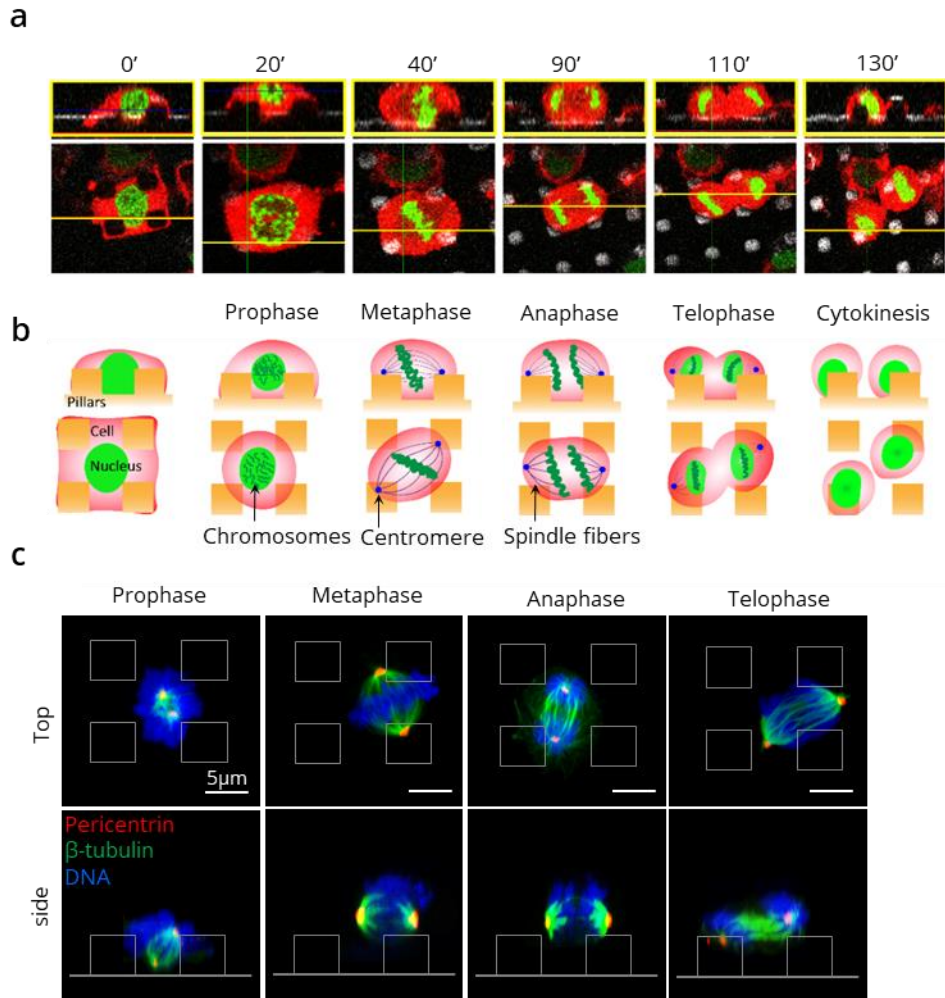 a
0’ 20’ 40’ 90’ 110’ 130’
b
Prophase Metaphase Anaphase Telophase Cytokinesis
Pillars
Cell
Nucleus
Chromosomes Centromere Spindle fibers
c
Prophase Metaphase Anaphase Telophase
Top
5μm
Pericentrin
β-tubulin
DNA
side